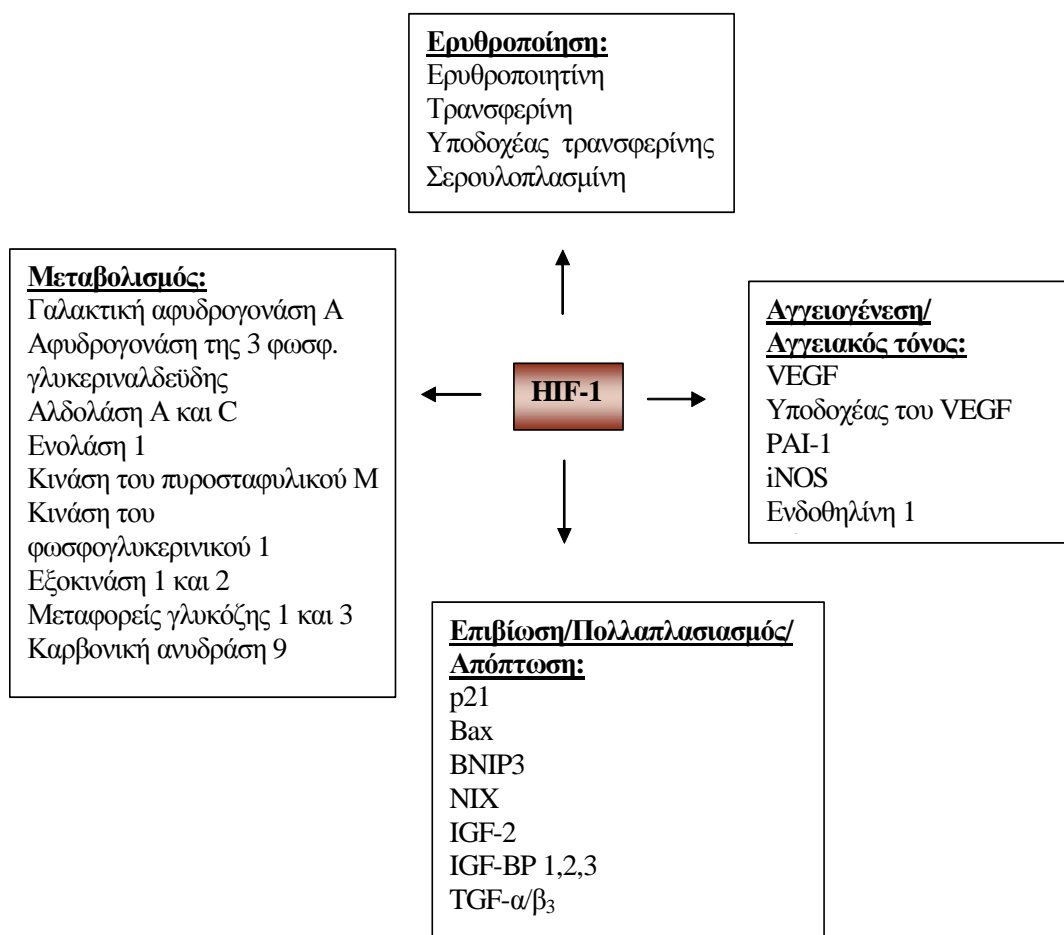 Ερυθροποίηση:
Ερυθροποιητίνη
Τρανσφερίνη
Υποδοχέας τρανσφερίνης
Σερουλοπλασμίνη
Μεταβολισμός:
Γαλακτική αφυδρογονάση Α
Αφυδρογονάση της 3 φωσφ.
γλυκεριναλδεϋδης
Αλδολάση Α και C
Ενολάση 1
Κινάση του πυροσταφυλικού Μ
Κινάση του
φωσφογλυκερινικού 1
Εξοκινάση 1 και 2
Μεταφορείς γλυκόζης 1 και 3
Καρβονική ανυδράση 9
HIF-1
Αγγειογένεση/
Αγγειακός τόνος:
VEGF
Υποδοχέας του VEGF
PAI-1
iNOS
Ενδοθηλίνη 1
Επιβίωση/Πολλαπλασιασμός/
Απόπτωση:
p21
Bax
BNIP3
NIX
IGF-2
IGF-BP 1,2,3
TGF-α/β₃